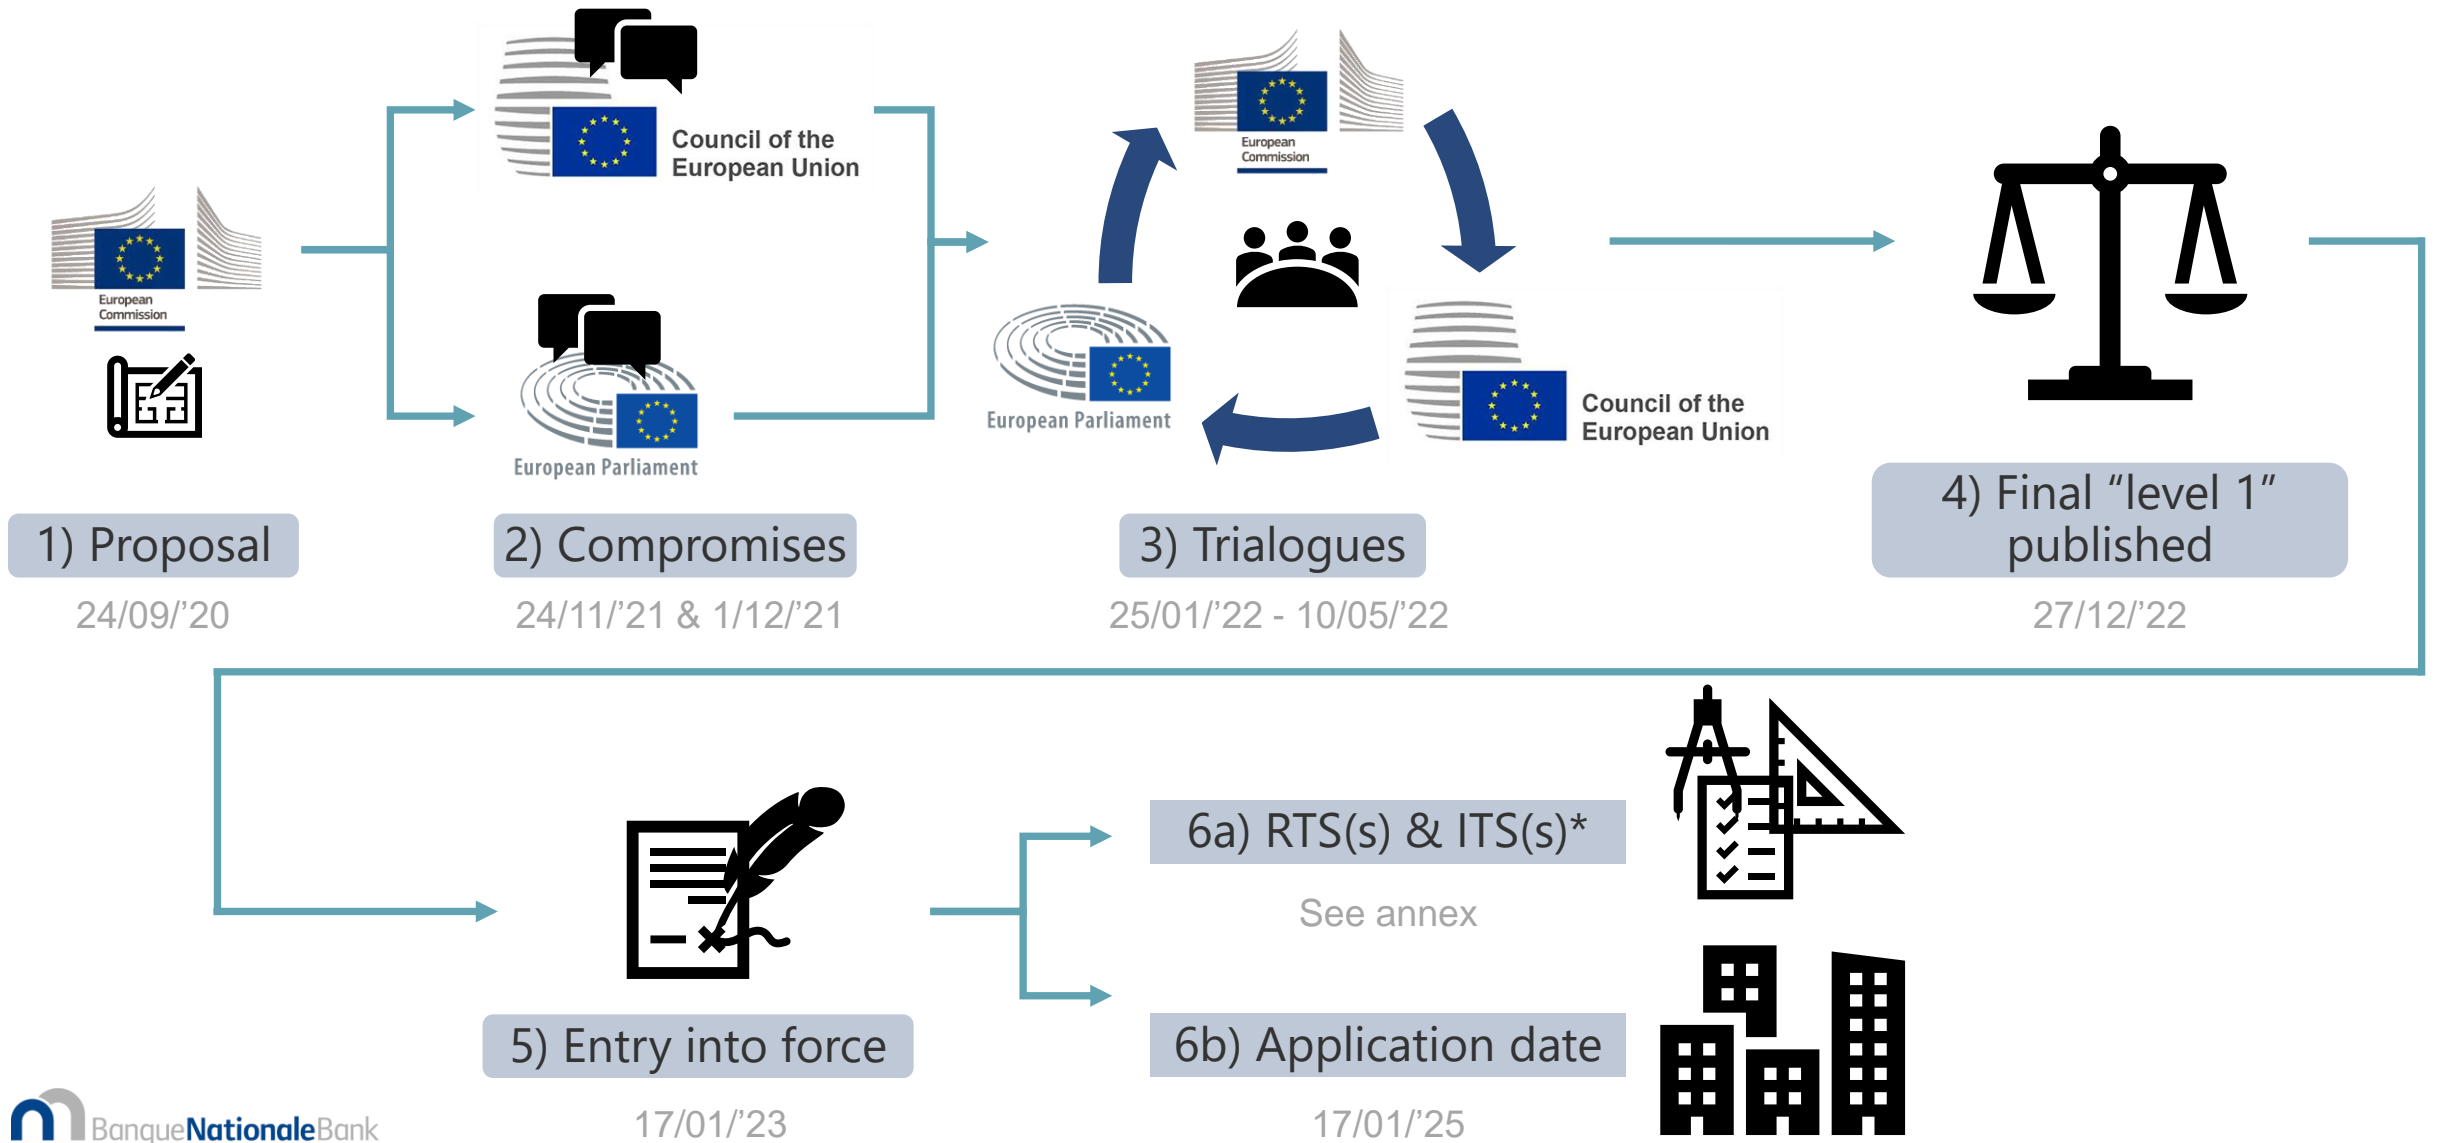 Council of the
European Union
European
Commission
European Parliament
European
Commission
European Parliament
Council of the
European Union
1) Proposal
24/09/'20
2) Compromises
24/11/'21 & 1/12/'21
3) Trialogues
25/01/'22 - 10/05/'22
4) Final “level 1”
published
27/12/'22
5) Entry into force
17/01/'23
6a) RTS(s) & ITS(s)*
See annex
6b) Application date
17/01/'25
BanqueNationaleBank